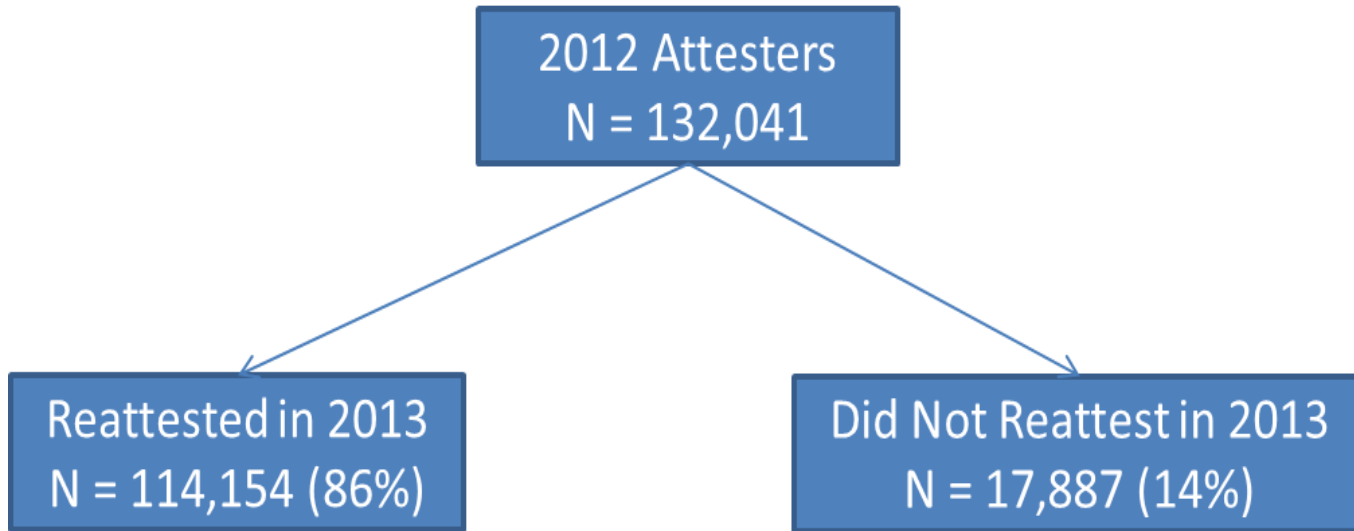 2012 Attesters
N = 132,041
Reattested in 2013
N = 114,154 (86%)
Did Not Reattest in 2013
N = 17,887 (14%)